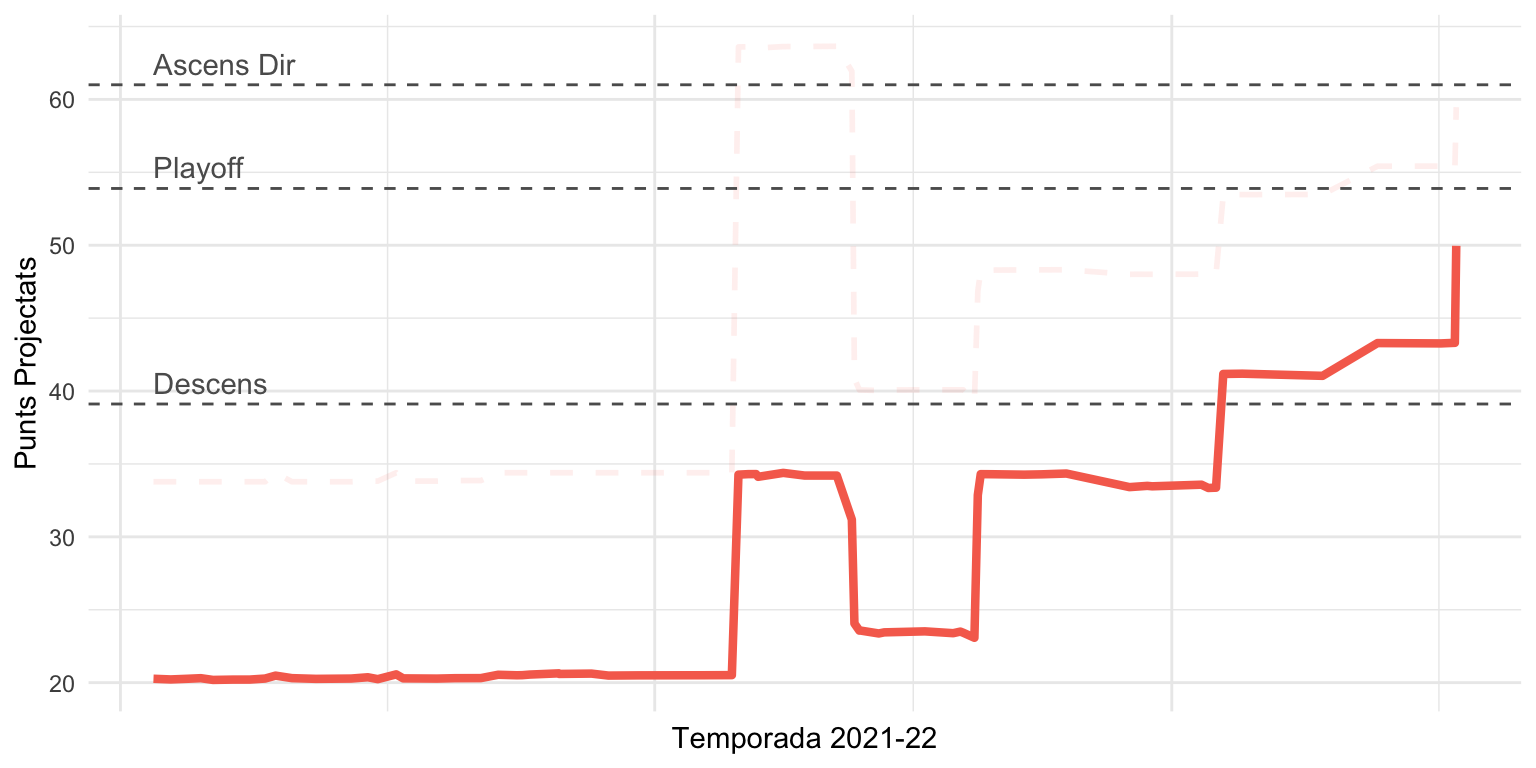 Ascens Dir
60
Playoff
50
Punts Projectats
Descens
40
30
20
Temporada 2021-22